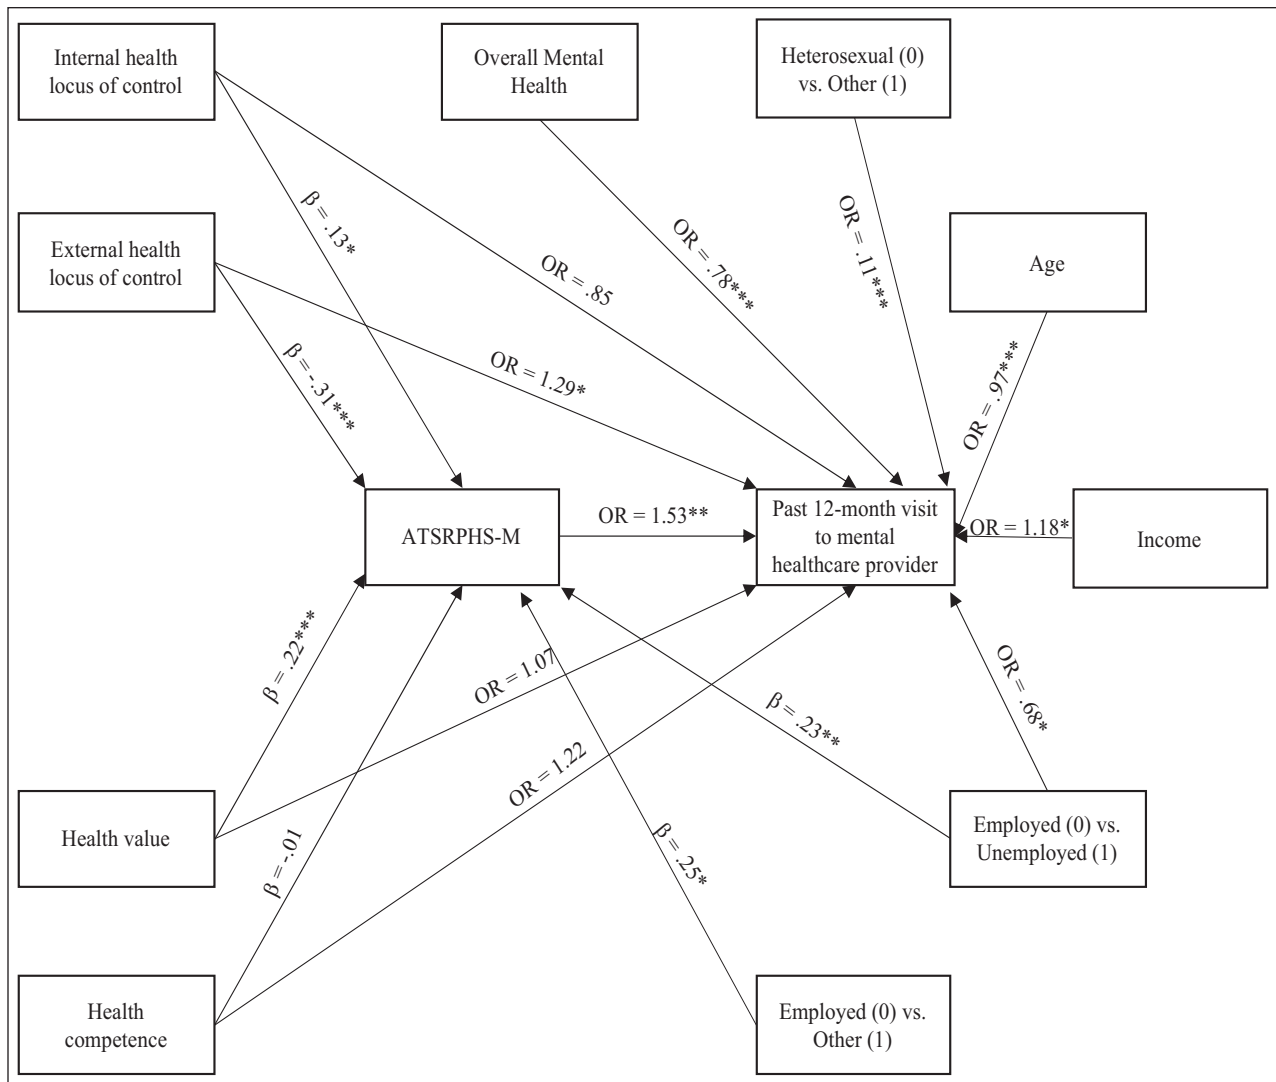 Internal health
locus of control
Overall Mental
Health
Heterosexual (0)
vs. Other (1)
β = .13*
OR = .85
OR = .78***
OR = .11***
External health
locus of control
Age
β = -.31***
OR = 1.29*
OR = .97***
ATSRPHS-M
OR = 1.53**
Past 12-month visit
to mental
healthcare provider
OR = 1.18*
Income
β = .22***
OR = 1.07
β = .23**
OR = .68*
Health value
β = -.01
OR = 1.22
β = .25*
Employed (0) vs.
Unemployed (1)
Health
competence
Employed (0) vs.
Other (1)